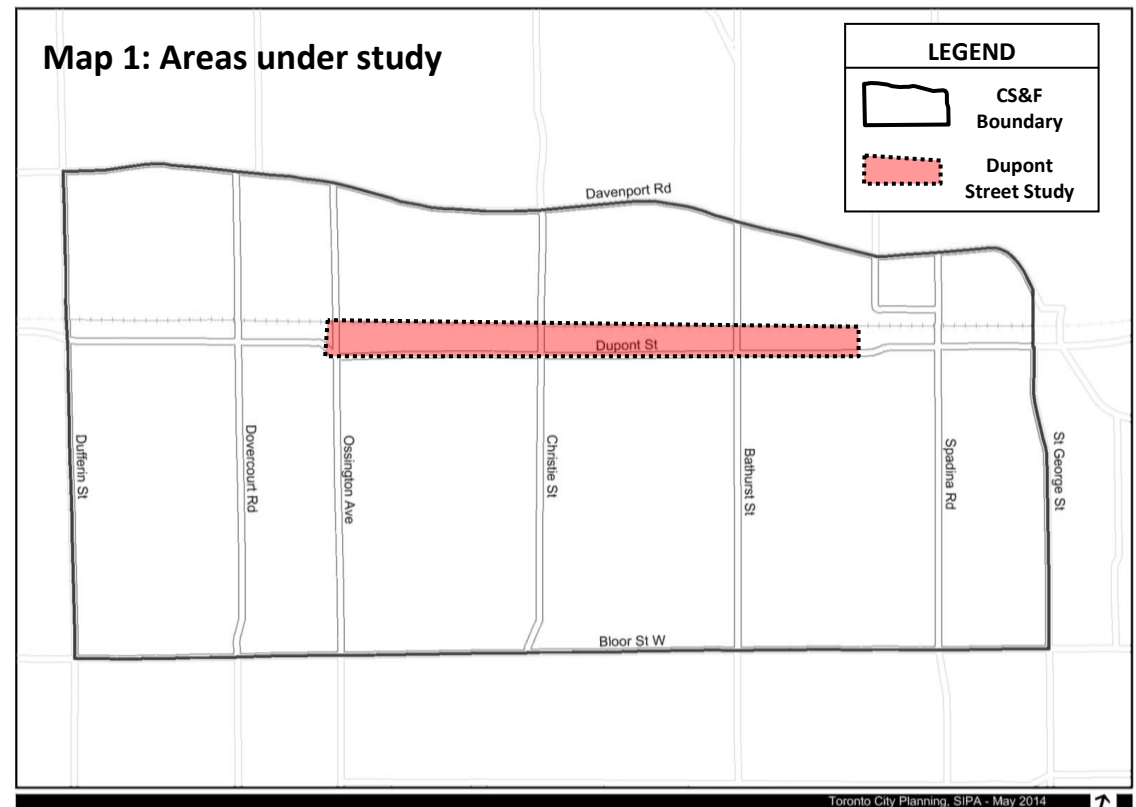 Map 1: Areas under study
LEGEND
CS&F
Boundary
Dupont
Street Study
Davenport Rd
Dupont St
Dufferin St
Dovercourt Rd
Ossington Ave
Christie St
Bathurst St
Spadina Rd
St George St
Bloor St W
Toronto City Planning, SIPA - May 2014